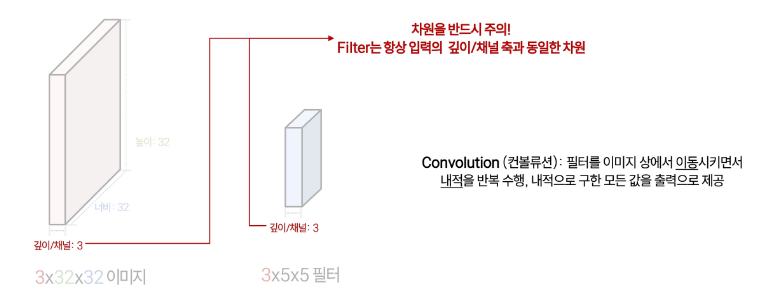 차원을 반드시 주의!
Filter는 항상 입력의 깊이/채널 축과 동일한 차원
높이: 32
Convolution (컨볼류션): 필터를 이미지 상에서 이동시키면서
내적을 반복 수행, 내적으로 구한 모든 값을 출력으로 제공
너비: 32
깊이/채널: 3
깊이/채널: 3
3x32x32 이미지
3x5x5 필터